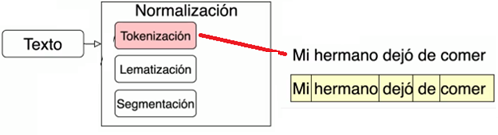 Normalización
Texto
Tokenización
Lematización
Segmentación
Mi hermano dejó de comer
Mi hermano dejó de comer